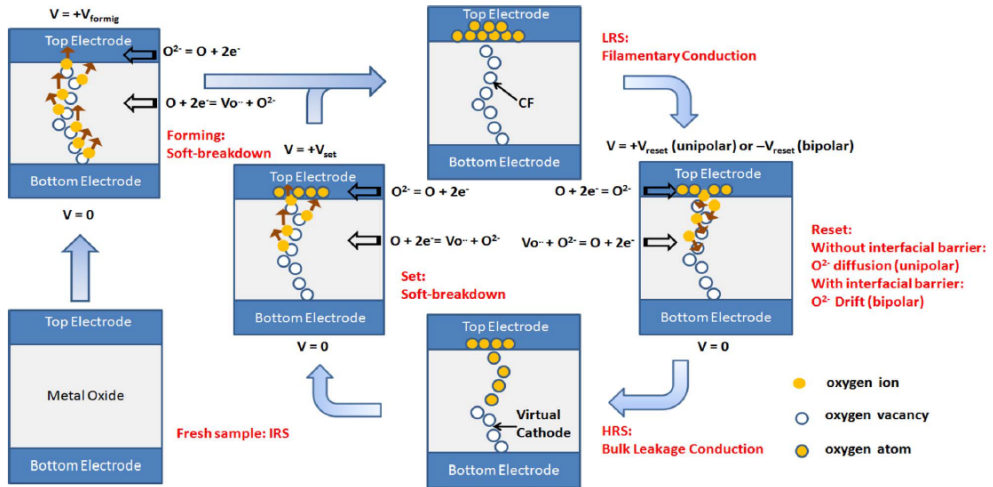 V = +Vformig
Top Electrode
O²⁻ = O + 2e⁻
O + 2e⁻= Vo·· + O²⁻
Forming:
Soft-breakdown
Bottom Electrode
V = 0
Top Electrode
Metal Oxide
Bottom Electrode
Fresh sample: IRS
Top Electrode
CF
Bottom Electrode
LRS:
Filamentary Conduction
V = +Vset
Top Electrode
O²⁻ = O + 2e⁻
O + 2e⁻ = Vo·· + O²⁻
Set:
Soft-breakdown
Bottom Electrode
V = 0
V = +Vreset (unipolar) or –Vreset (bipolar)
Top Electrode
O + 2e⁻ = O²⁻
Vo·· + O²⁻ = O + 2e⁻
Bottom Electrode
V = 0
Reset:
Without interfacial barrier:
O²⁻ diffusion (unipolar)
With interfacial barrier:
O²⁻ Drift (bipolar)
Top Electrode
Virtual
Cathode
Bottom Electrode
HRS:
Bulk Leakage Conduction
oxygen ion
oxygen vacancy
oxygen atom